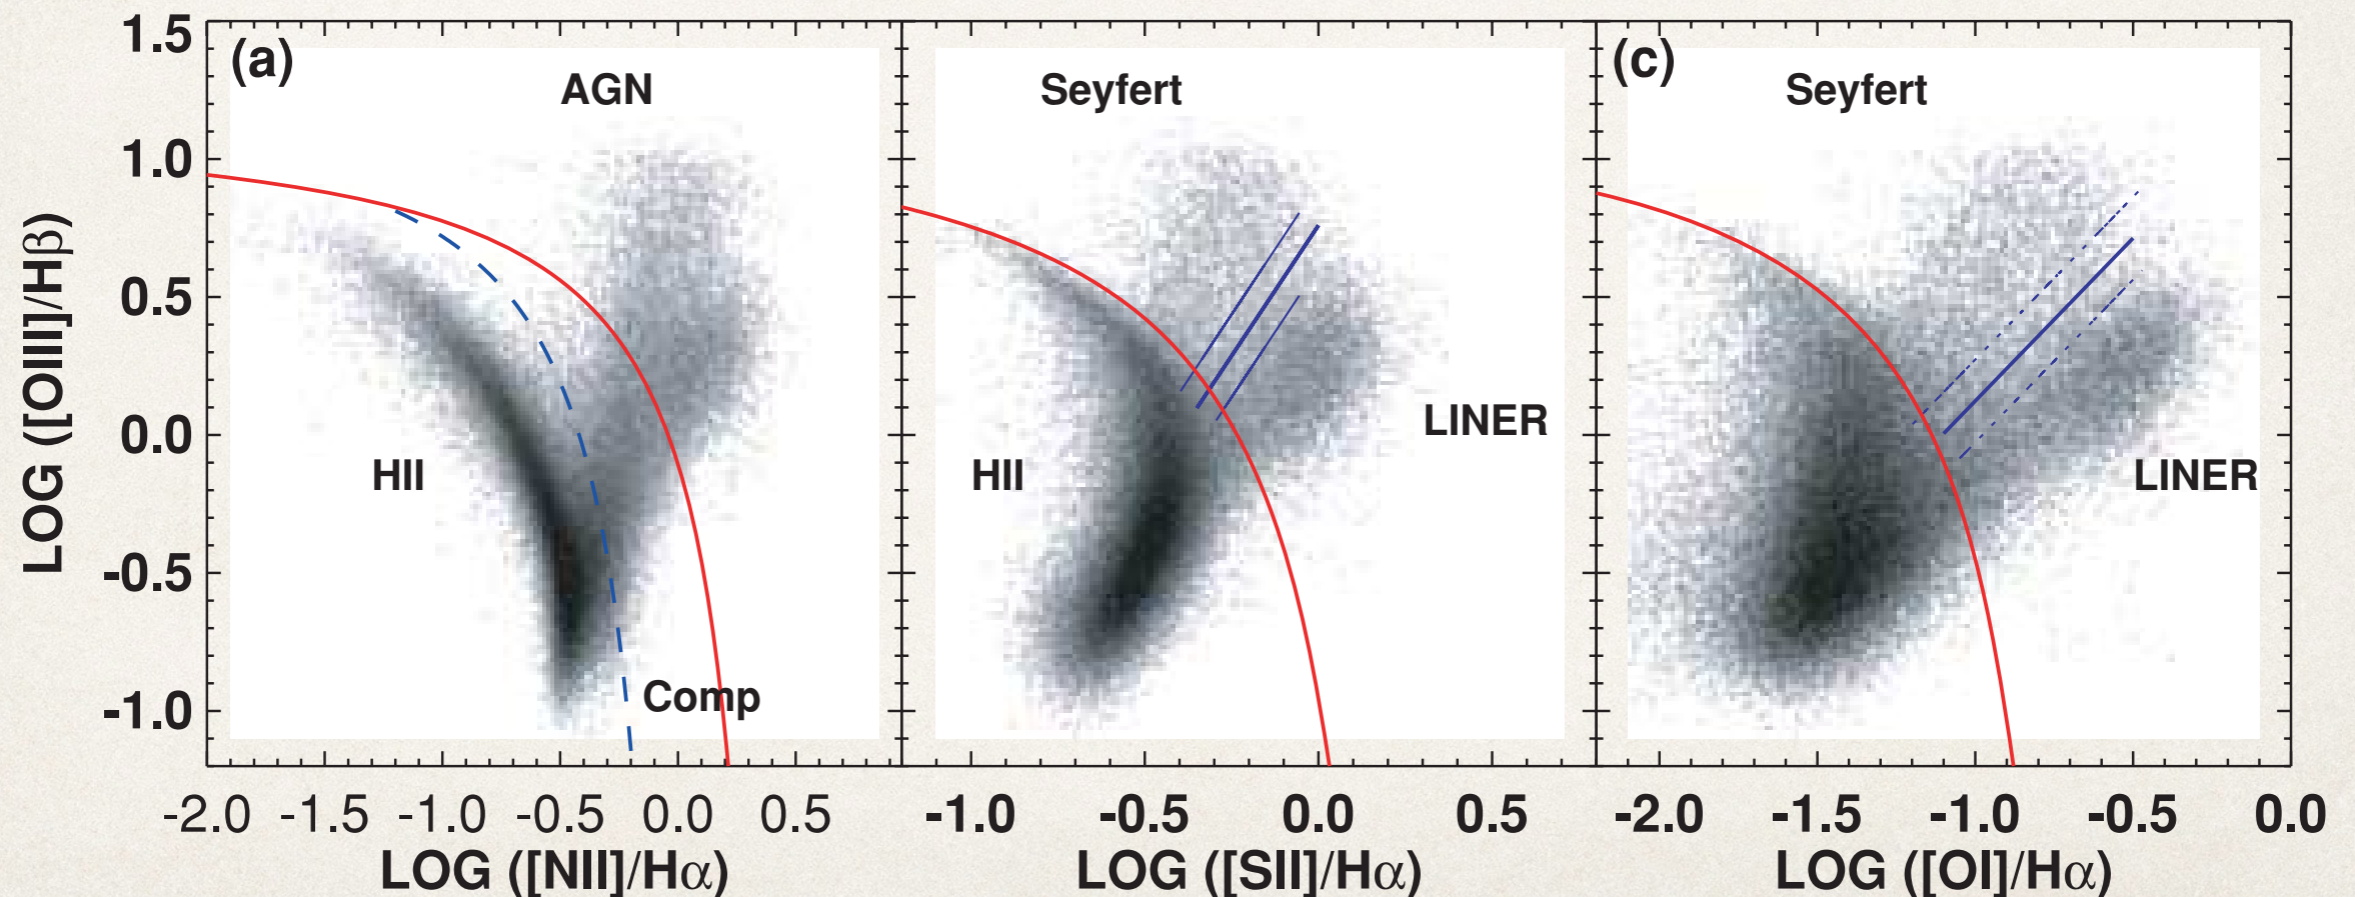 (a)
AGN
HII
Comp
Seyfert
HII
LINER
(c)
Seyfert
LINER
1.5
1.0
0.5
0.0
-0.5
-1.0
LOG ([OIII]/Hβ)
-2.0 -1.5 -1.0 -0.5 0.0 0.5
LOG ([NII]/Hα)
-1.0 -0.5 0.0 0.5
LOG ([SII]/Hα)
-2.0 -1.5 -1.0 -0.5 0.0
LOG ([OI]/Hα)